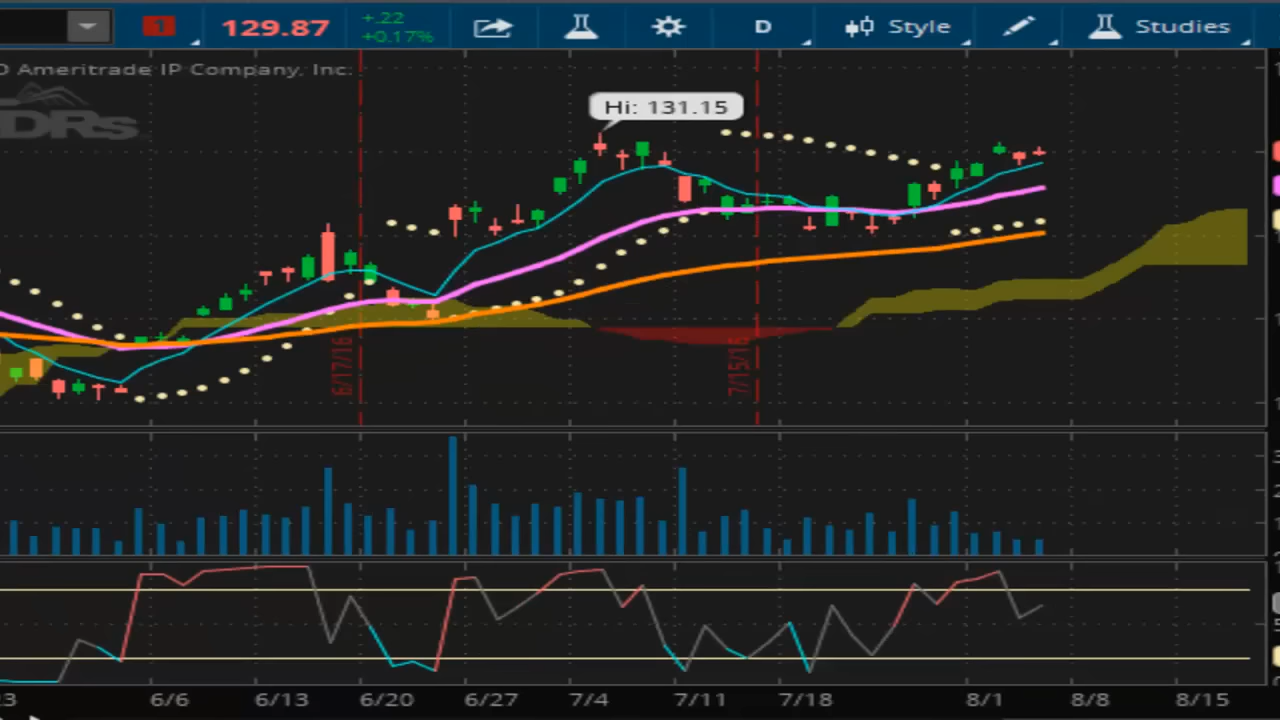 1 129.87 +.22 +0.17% D Style Studies
D Ameritrade IP Company, Inc.
DRs
Hi: 131.15
6/17/16 7/15/16
6/6 6/13 6/20 6/27 7/4 7/11 7/18 8/1 8/8 8/15